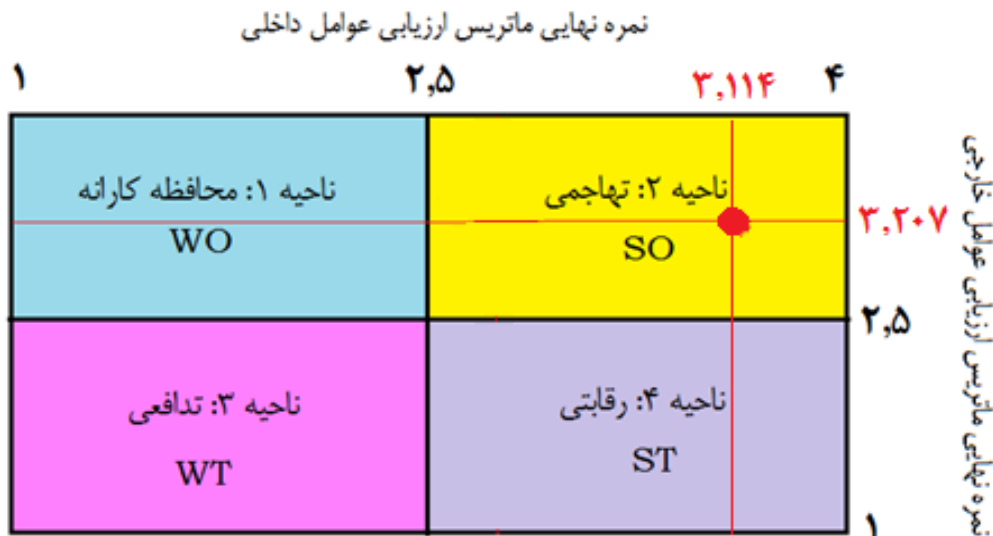 نمره نهایی ماتریس ارزیابی عوامل داخلی
۱ ۲,۵ ۳,۱۱۴ ۴
ناحیه ۱: محافظه کارانه
WO
ناحیه ۲: تهاجمی
SO
۳,۲۰۷
۲,۵
ناحیه ۳: تدافعی
WT
ناحیه ۴: رقابتی
ST
۱
نمره نهایی ماتریس ارزیابی عوامل خارجی